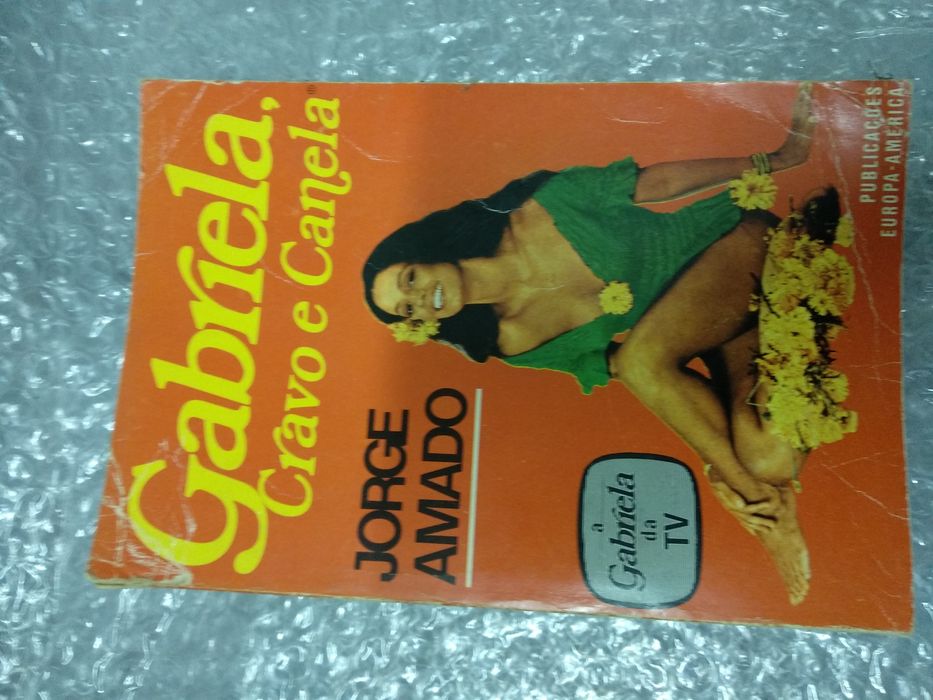 Gabriela,
Cravo e Canela®
JORGE
AMADO
a
Gabriela
da
TV
PUBLICAÇÕES
EUROPA-AMÉRICA